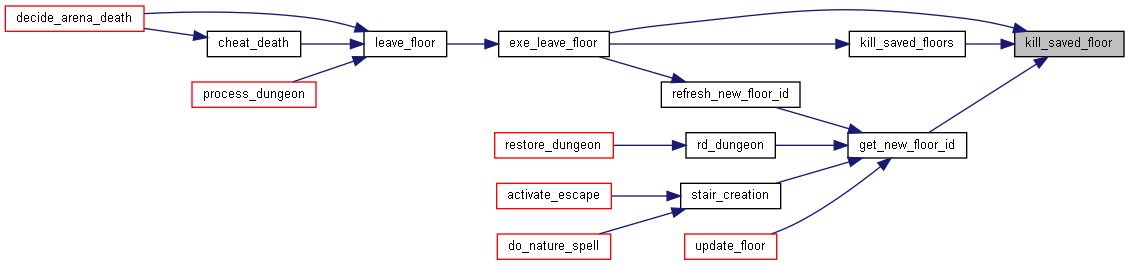 decide_arena_death
cheat_death
leave_floor
exe_leave_floor
kill_saved_floors
kill_saved_floor
process_dungeon
refresh_new_floor_id
restore_dungeon
rd_dungeon
get_new_floor_id
activate_escape
stair_creation
do_nature_spell
update_floor